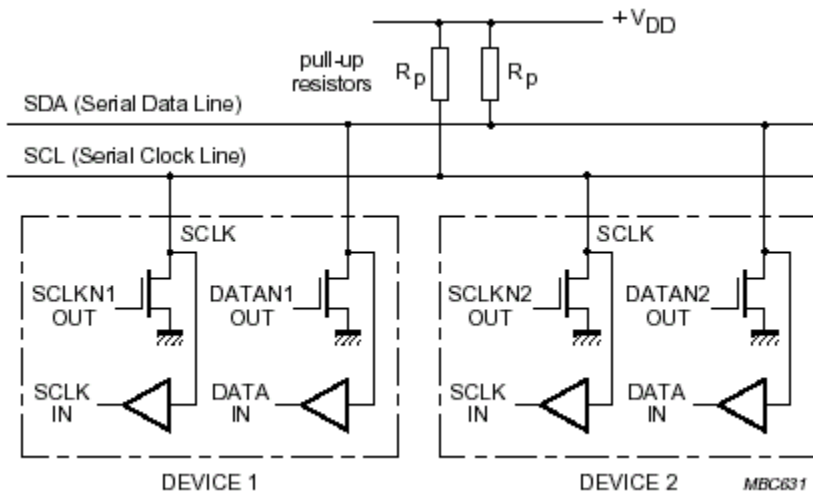 +VDD
pull-up
resistors
Rp
Rp
SDA (Serial Data Line)
SCL (Serial Clock Line)
SCLK
SCLKN1
OUT
DATAN1
OUT
SCLK
IN
DATA
IN
SCLK
SCLKN2
OUT
DATAN2
OUT
SCLK
IN
DATA
IN
DEVICE 1
DEVICE 2
MBC631